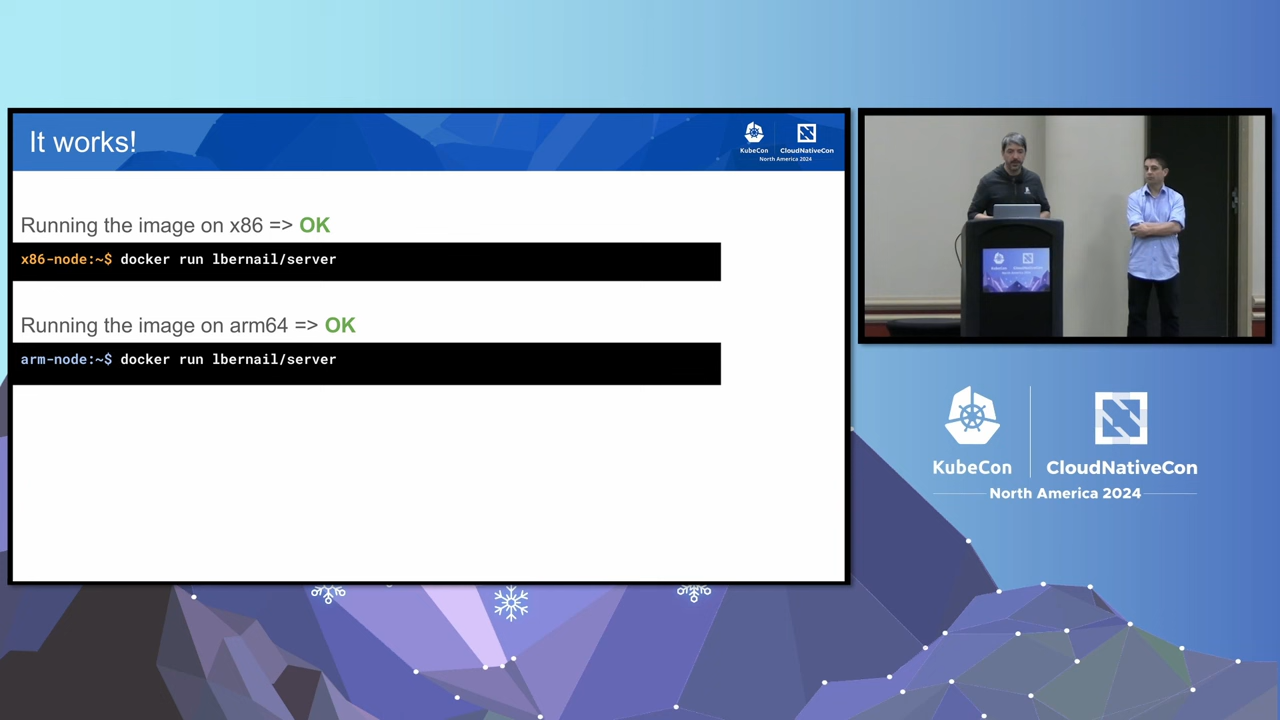 It works!
KubeCon
CloudNativeCon
North America 2024
Running the image on x86 => OK
x86-node:~$ docker run lbernail/server
Running the image on arm64 => OK
arm-node:~$ docker run lbernail/server
KubeCon
CloudNativeCon
North America 2024